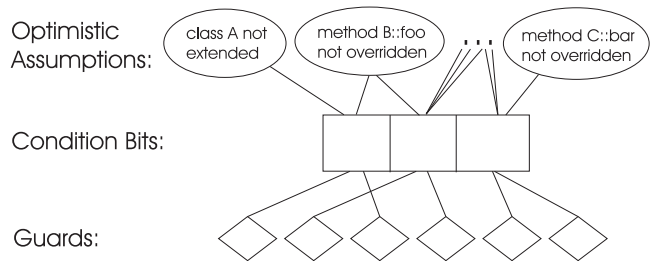 Optimistic
Assumptions:
class A not
extended
method B::foo
not overridden
. . .
method C::bar
not overridden
Condition Bits:
Guards: